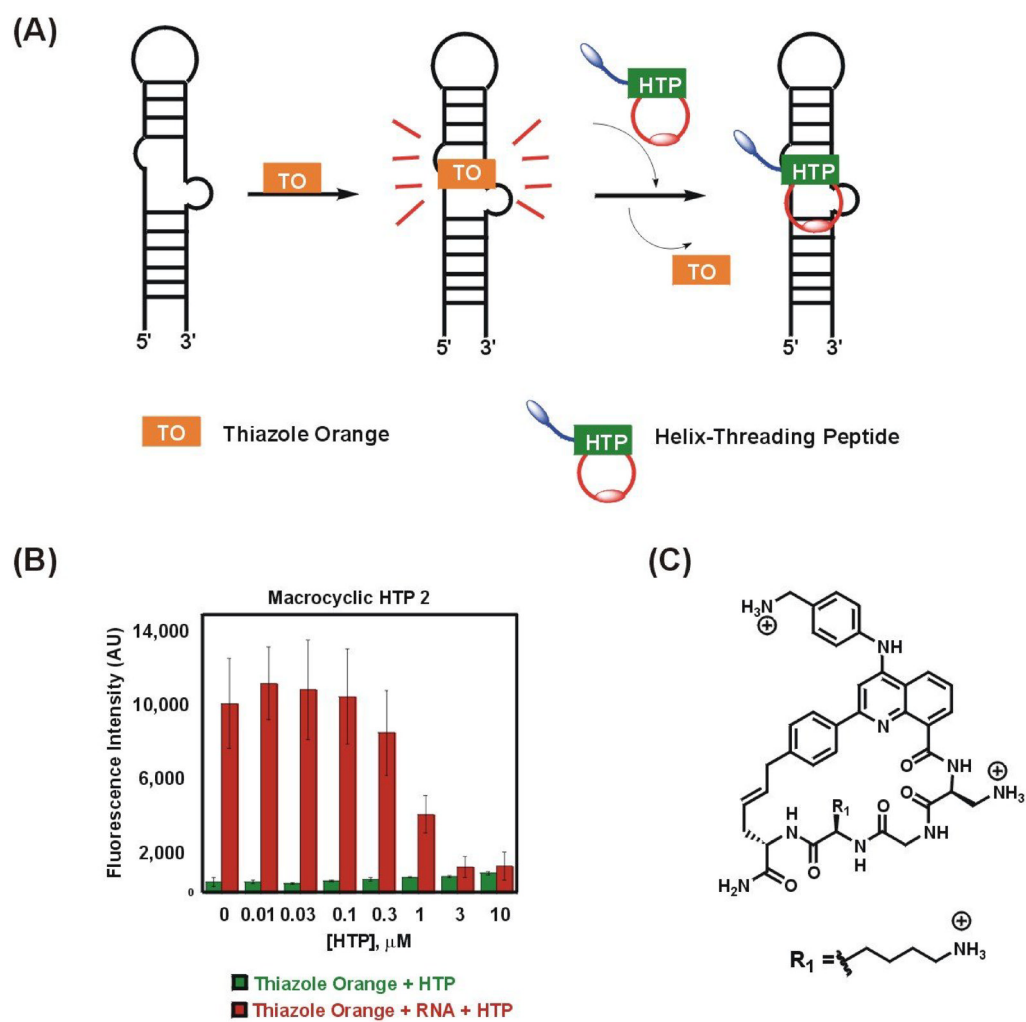 (A)
HTP
TO
TO
HTP
TO
5' 3'
5' 3'
5' 3'
TO Thiazole Orange
HTP Helix-Threading Peptide
(B)
Macrocyclic HTP 2
Fluorescence Intensity (AU)
14,000
10,000
6,000
2,000
0
0 0.01 0.03 0.1 0.3 1 3 10
[HTP], μM
Thiazole Orange + HTP
Thiazole Orange + RNA + HTP
(C)
H₃N
⊕
NH
N
O
N
H
⊕
NH₃
O
R₁
H
N
O
N
H
O
NH
H₂N
O
R₁ =
⊕
NH₃